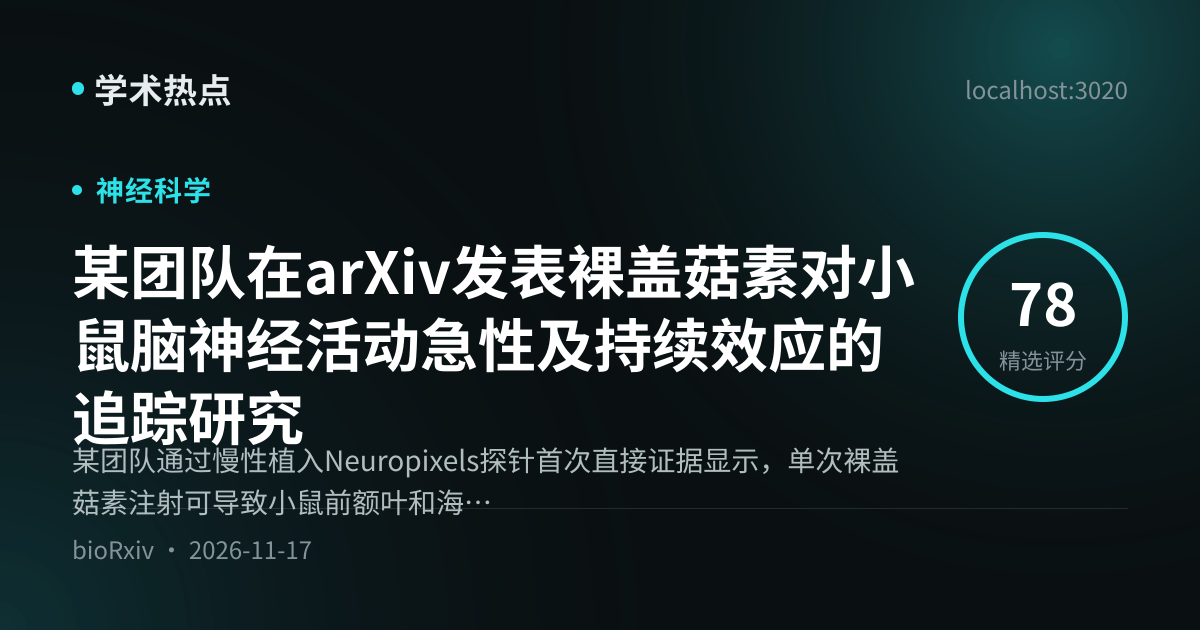 学术热点
localhost:3020
神经科学
某团队在arXiv发表裸盖菇素对小
鼠脑神经活动急性及持续效应的
追踪研究
78
精选评分
某团队通过慢性植入Neuropixels探针首次直接证据显示，单次裸盖
菇素注射可导致小鼠前额叶和海…
bioRxiv · 2026-11-17